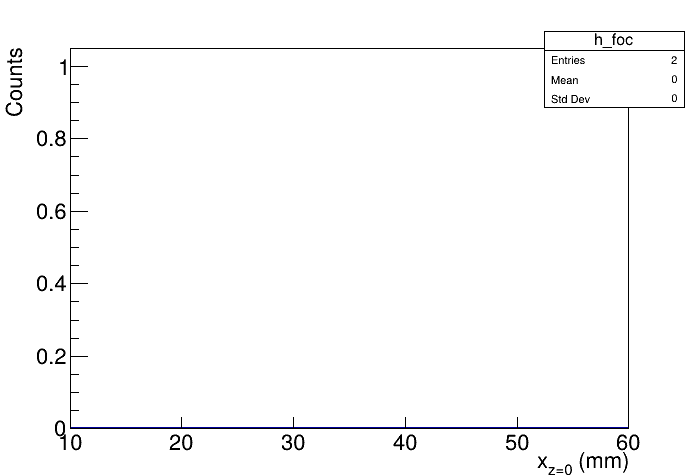 h_foc
Entries 2
Mean 0
Std Dev 0
Counts
1
0.8
0.6
0.4
0.2
0
10 20 30 40 50 60
x_{z=0} (mm)